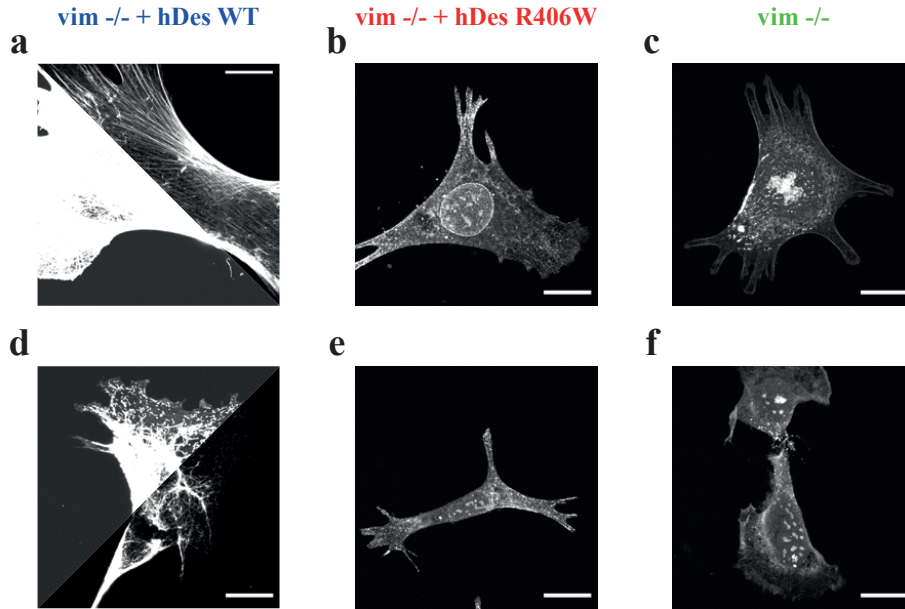 vim -/- + hDes WT
vim -/- + hDes R406W
vim -/-
a
b
c
d
e
f